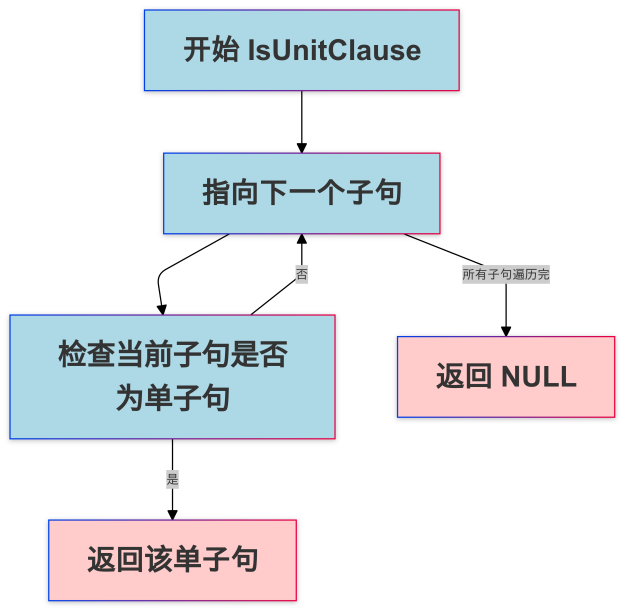 开始 IsUnitClause
指向下一个子句
否
所有子句遍历完
检查当前子句是否
为单子句
返回 NULL
是
返回该单子句